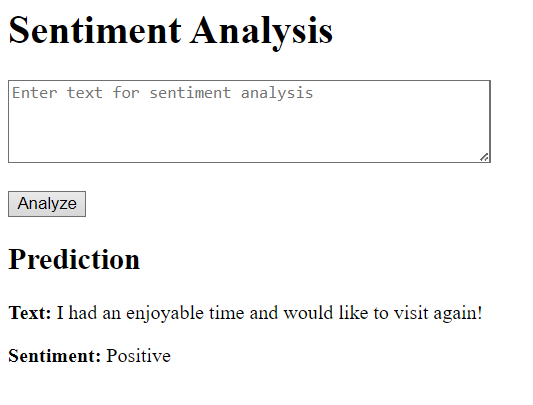 Sentiment Analysis
Enter text for sentiment analysis
Analyze
Prediction
Text: I had an enjoyable time and would like to visit again!
Sentiment: Positive